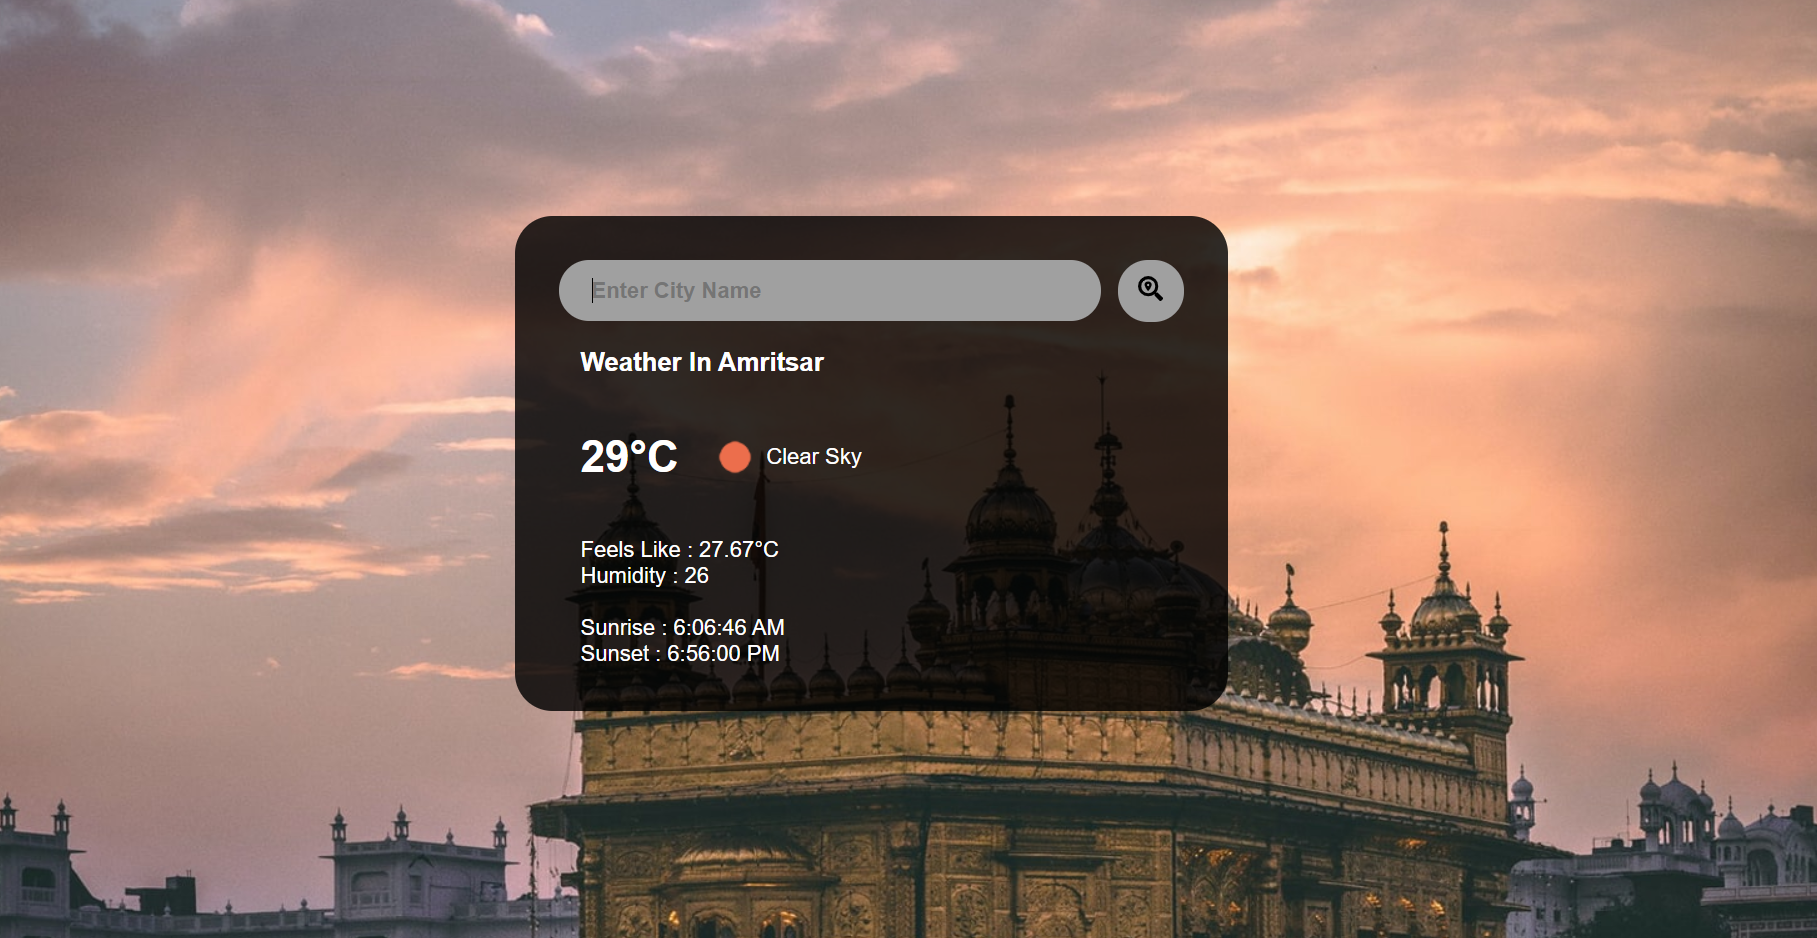 Enter City Name
Weather In Amritsar
29°C Clear Sky
Feels Like : 27.67°C
Humidity : 26
Sunrise : 6:06:46 AM
Sunset : 6:56:00 PM